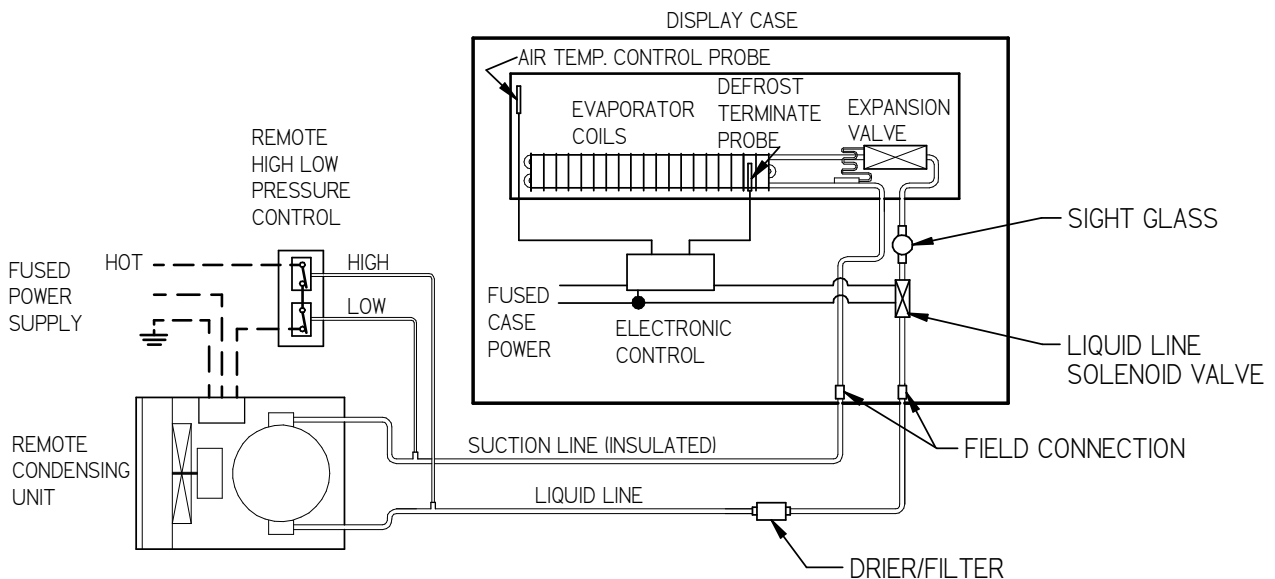 DISPLAY CASE
AIR TEMP. CONTROL PROBE
EVAPORATOR
COILS
DEFROST
TERMINATE
PROBE
EXPANSION
VALVE
REMOTE
HIGH LOW
PRESSURE
CONTROL
SIGHT GLASS
FUSED
POWER
SUPPLY
HOT
HIGH
LOW
FUSED
CASE
POWER
ELECTRONIC
CONTROL
LIQUID LINE
SOLENOID VALVE
REMOTE
CONDENSING
UNIT
SUCTION LINE (INSULATED)
FIELD CONNECTION
LIQUID LINE
DRIER/FILTER